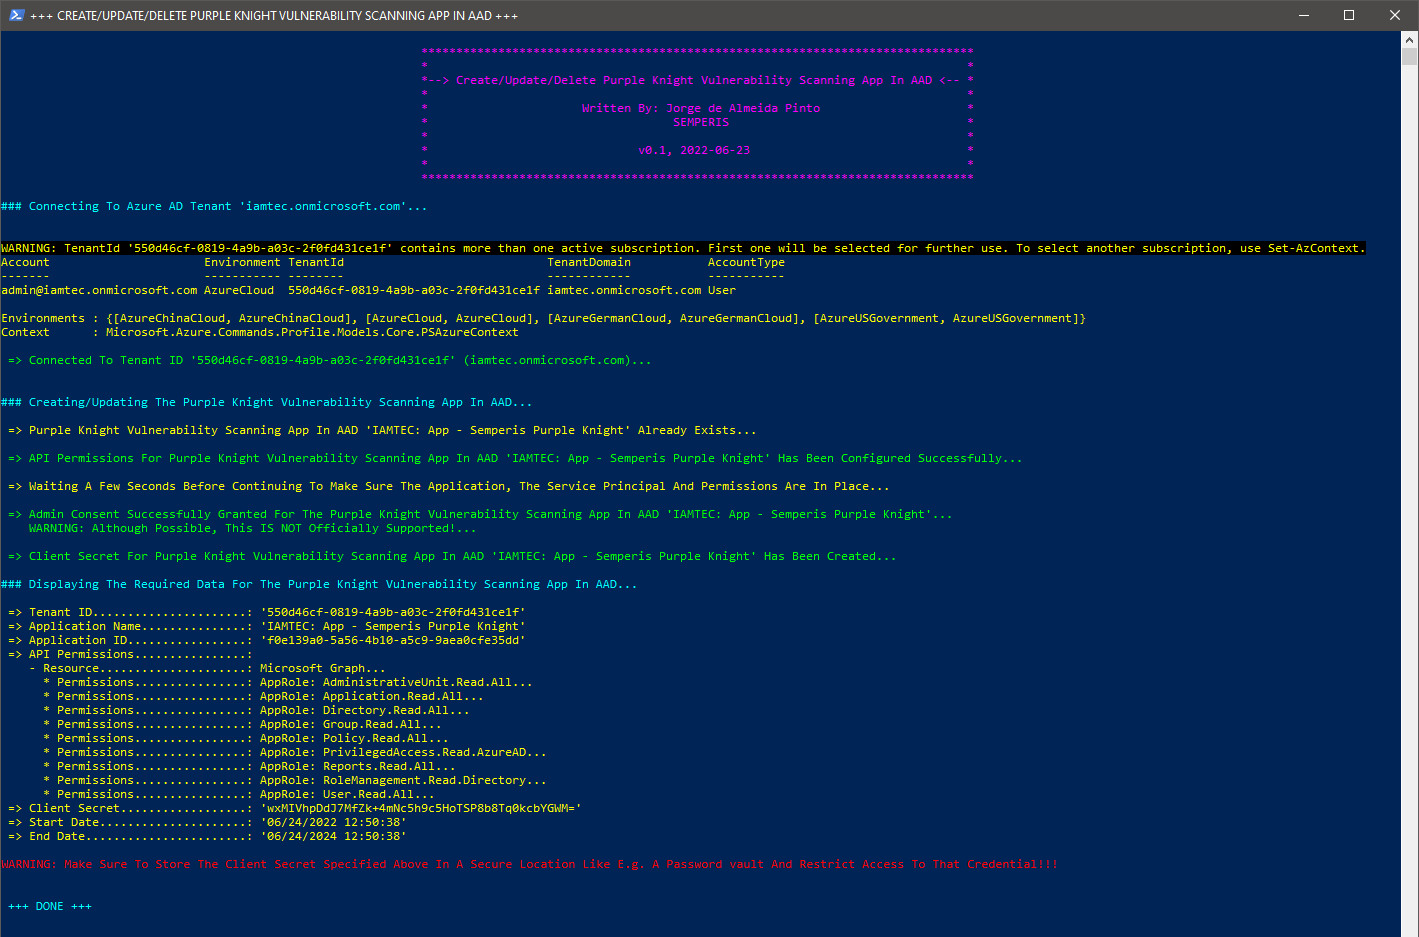 +++ CREATE/UPDATE/DELETE PURPLE KNIGHT VULNERABILITY SCANNING APP IN AAD +++
*******************************************************************************
* *
*--> Create/Update/Delete Purple Knight Vulnerability Scanning App In AAD <-- *
* *
* Written By: Jorge de Almeida Pinto *
* SEMPERIS *
* *
* v0.1, 2022-06-23 *
* *
*******************************************************************************
### Connecting To Azure AD Tenant 'iamtec.onmicrosoft.com'...
WARNING: TenantId '550d46cf-0819-4a9b-a03c-2f0fd431ce1f' contains more than one active subscription. First one will be selected for further use. To select another subscription, use Set-AzContext.
Account Environment TenantId TenantDomain AccountType
------- ----------- -------- ------------ -----------
admin@iamtec.onmicrosoft.com AzureCloud 550d46cf-0819-4a9b-a03c-2f0fd431ce1f iamtec.onmicrosoft.com User
Environments : {[AzureChinaCloud, AzureChinaCloud], [AzureCloud, AzureCloud], [AzureGermanCloud, AzureGermanCloud], [AzureUSGovernment, AzureUSGovernment]}
Context : Microsoft.Azure.Commands.Profile.Models.Core.PSAzureContext
=> Connected To Tenant ID '550d46cf-0819-4a9b-a03c-2f0fd431ce1f' (iamtec.onmicrosoft.com)...
### Creating/Updating The Purple Knight Vulnerability Scanning App In AAD...
=> Purple Knight Vulnerability Scanning App In AAD 'IAMTEC: App - Semperis Purple Knight' Already Exists...
=> API Permissions For Purple Knight Vulnerability Scanning App In AAD 'IAMTEC: App - Semperis Purple Knight' Has Been Configured Successfully...
=> Waiting A Few Seconds Before Continuing To Make Sure The Application, The Service Principal And Permissions Are In Place...
=> Admin Consent Successfully Granted For The Purple Knight Vulnerability Scanning App In AAD 'IAMTEC: App - Semperis Purple Knight'...
WARNING: Although Possible, This IS NOT Officially Supported!...
=> Client Secret For Purple Knight Vulnerability Scanning App In AAD 'IAMTEC: App - Semperis Purple Knight' Has Been Created...
### Displaying The Required Data For The Purple Knight Vulnerability Scanning App In AAD...
=> Tenant ID......................: '550d46cf-0819-4a9b-a03c-2f0fd431ce1f'
=> Application Name...............: 'IAMTEC: App - Semperis Purple Knight'
=> Application ID.................: 'f0e139a0-5a56-4b10-a5c9-9aea0cfe35dd'
=> API Permissions................:
- Resource.....................: Microsoft Graph...
* Permissions................: AppRole: AdministrativeUnit.Read.All...
* Permissions................: AppRole: Application.Read.All...
* Permissions................: AppRole: Directory.Read.All...
* Permissions................: AppRole: Group.Read.All...
* Permissions................: AppRole: Policy.Read.All...
* Permissions................: AppRole: PrivilegedAccess.Read.AzureAD...
* Permissions................: AppRole: Reports.Read.All...
* Permissions................: AppRole: RoleManagement.Read.Directory...
* Permissions................: AppRole: User.Read.All...
=> Client Secret..................: 'wxMIVhpDdJ7MfZk+4mNc5h9c5HoTSP8b8Tq0kcbYGWM='
=> Start Date.....................: '06/24/2022 12:50:38'
=> End Date.......................: '06/24/2024 12:50:38'
WARNING: Make Sure To Store The Client Secret Specified Above In A Secure Location Like E.g. A Password vault And Restrict Access To That Credential!!!
+++ DONE +++